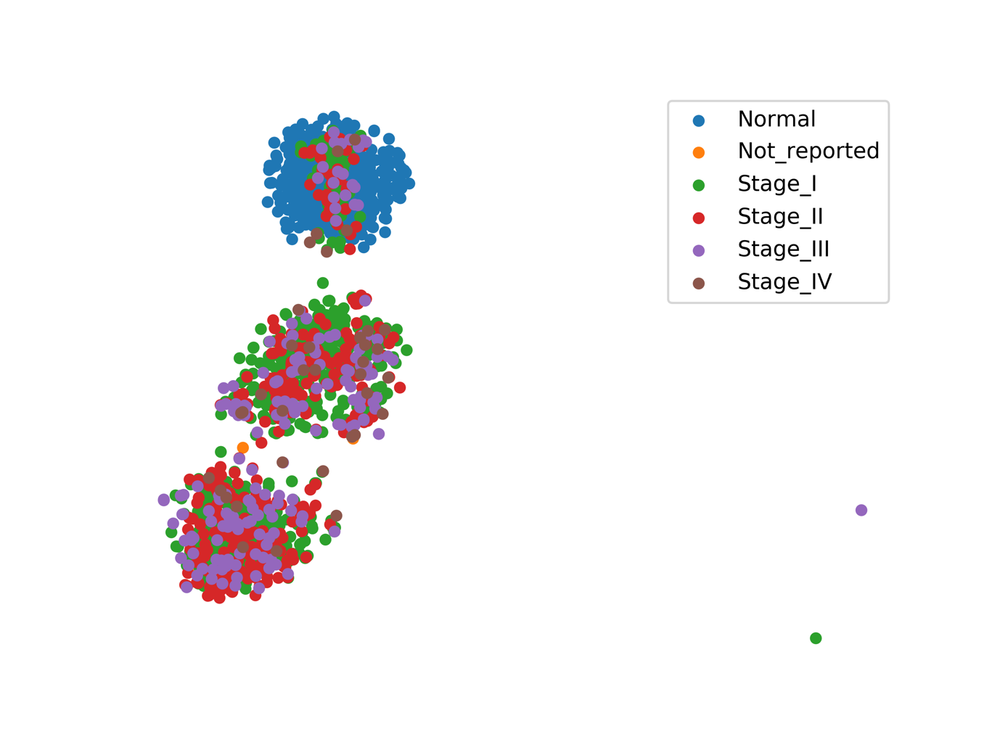 Normal
Not_reported
Stage_I
Stage_II
Stage_III
Stage_IV